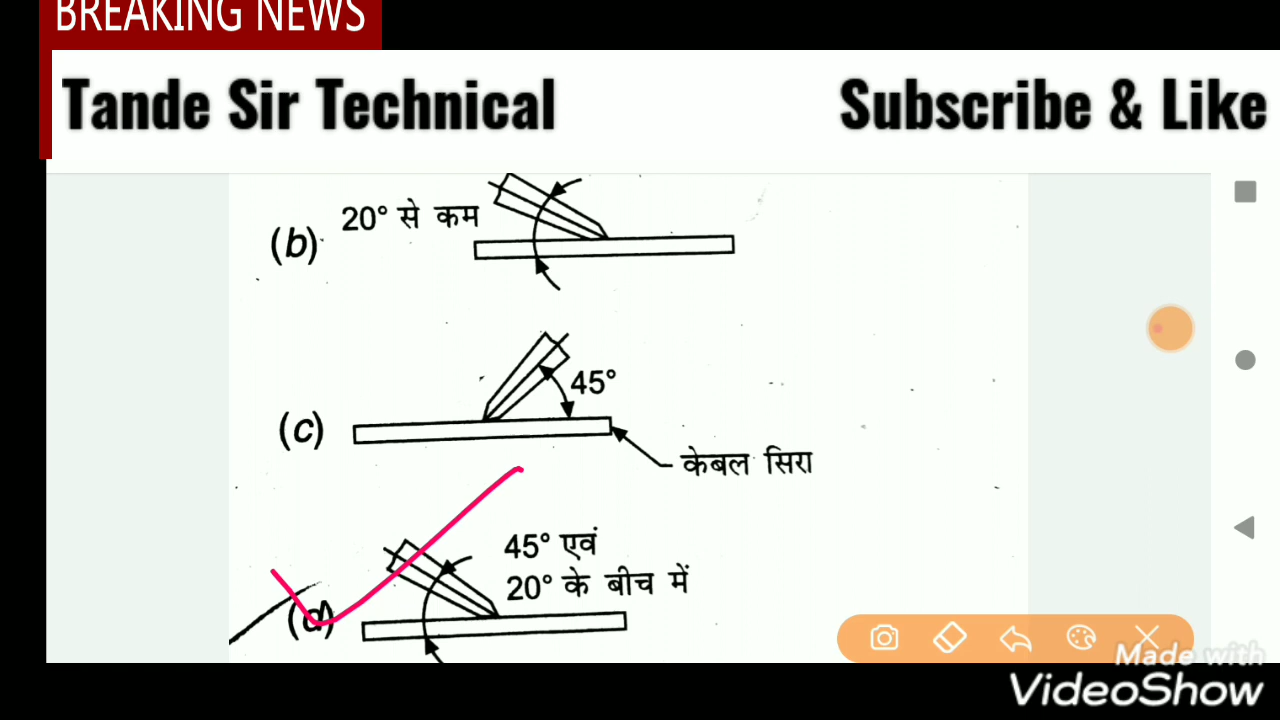 BREAKING NEWS
Tande Sir Technical
Subscribe & Like
(b) 20° से कम
(c) 45°
केबल सिरा
45° एवं
(d) 20° के बीच में
Made with
VideoShow